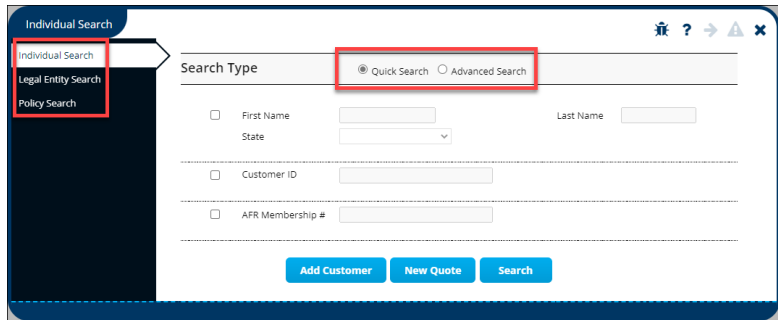 Individual Search
?
Individual Search
Legal Entity Search
Policy Search
Search Type
Quick Search
Advanced Search
First Name
Last Name
State
Customer ID
AFR Membership #
Add Customer
New Quote
Search